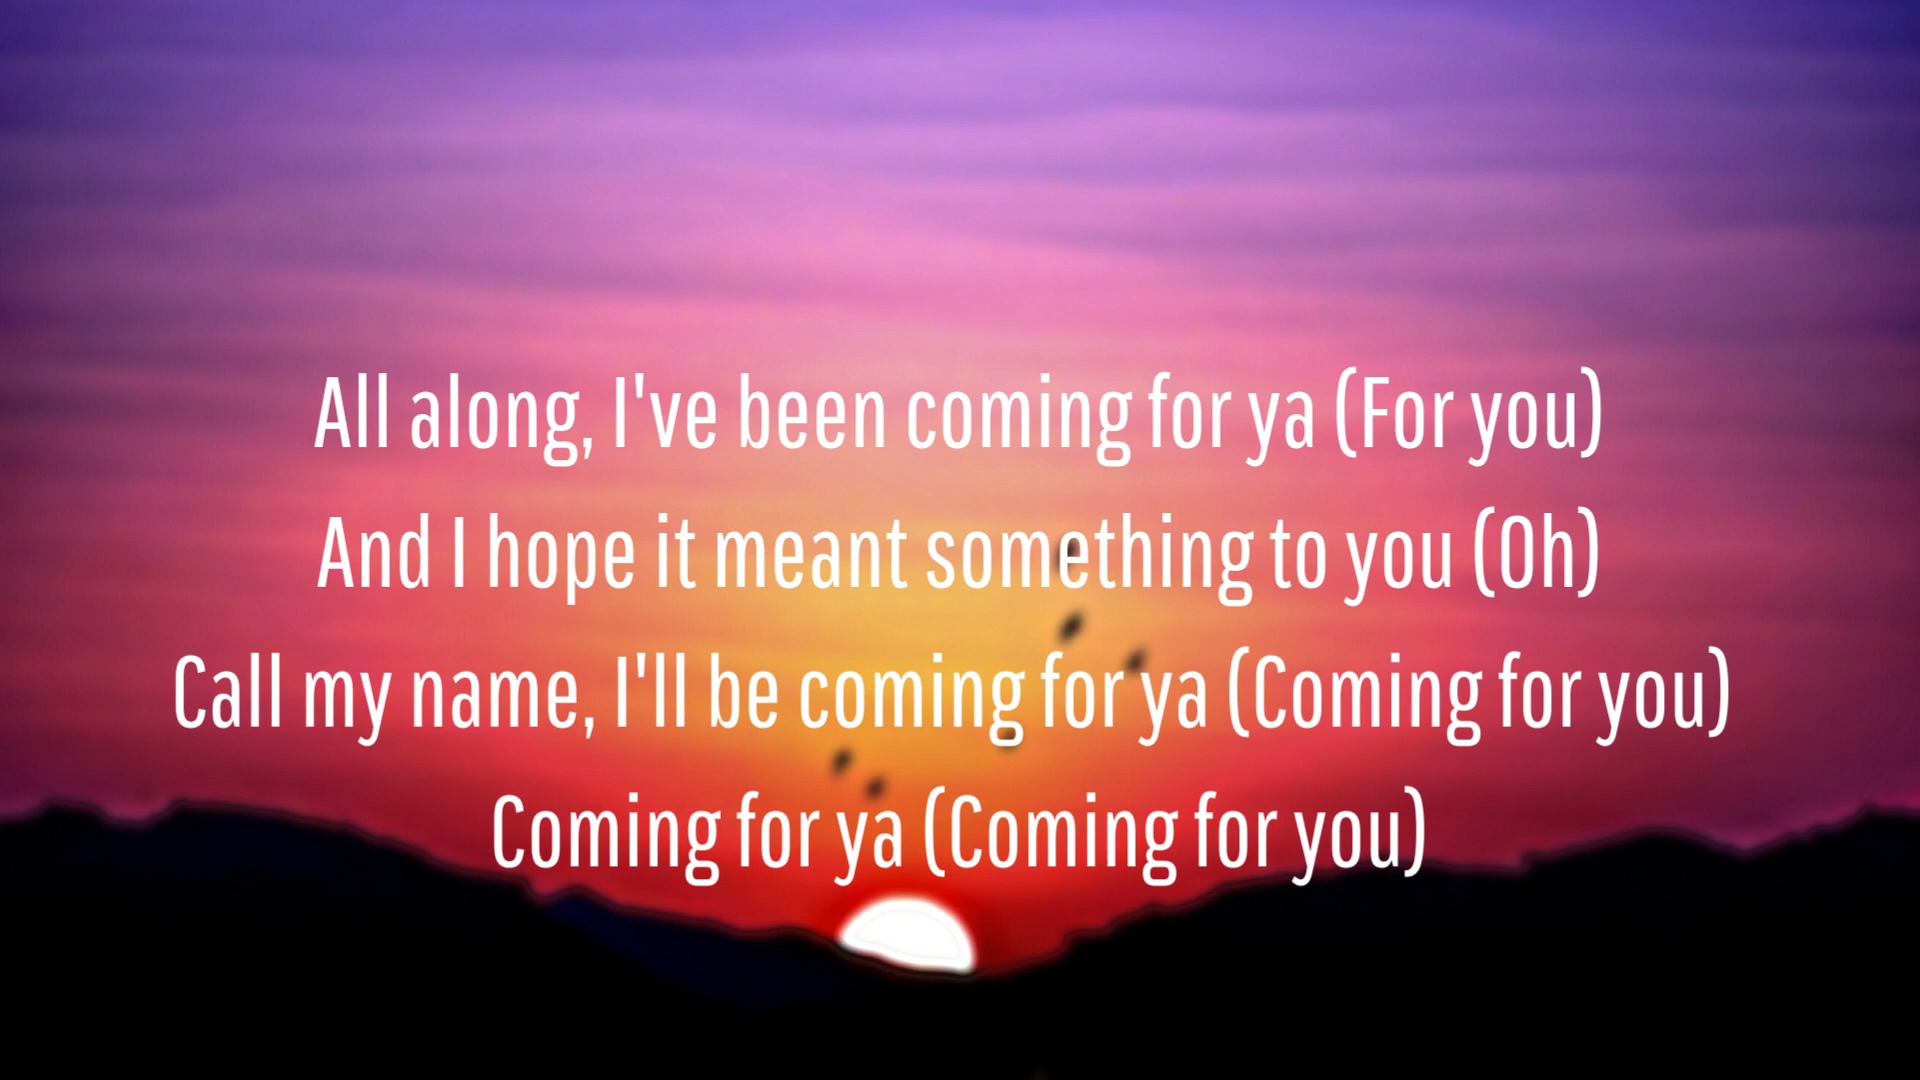 All along, I've been coming for ya (For you)
And I hope it meant something to you (Oh)
Call my name, I'll be coming for ya (Coming for you)
Coming for ya (Coming for you)